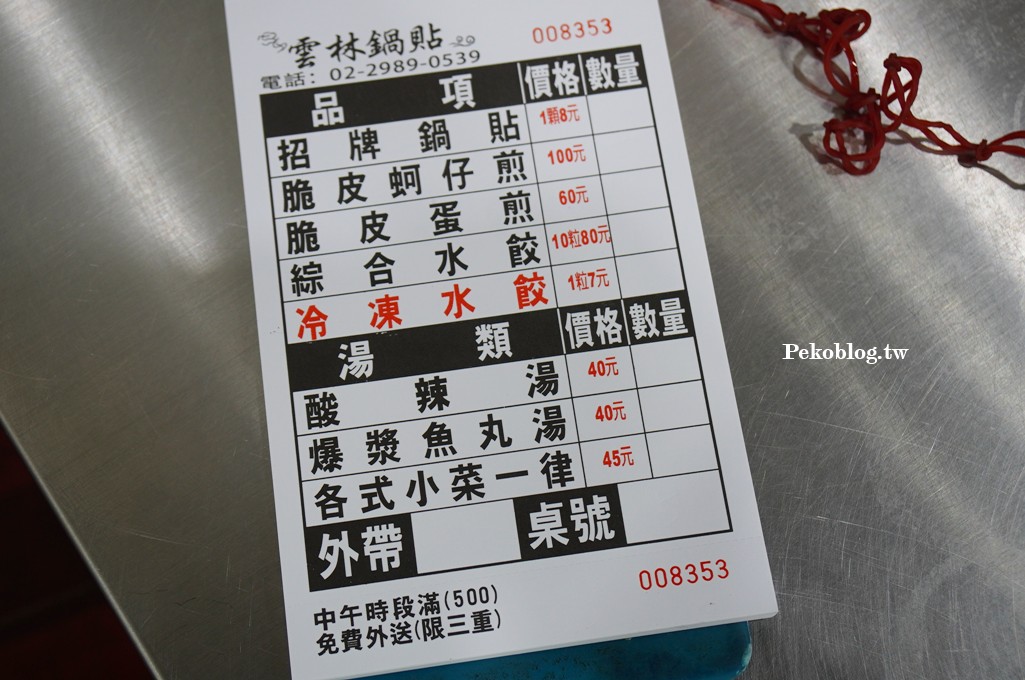 雲林鍋貼
008353
電話：02-2989-0539
品項 價格 數量
招牌鍋貼 1顆8元
脆皮蚵仔煎 100元
脆皮蛋煎 60元
綜合水餃 10粒80元
冷凍水餃 1粒7元
湯類 價格 數量
酸辣湯 40元
爆漿魚丸湯 40元
各式小菜一律 45元
外帶 桌號
008353
中午時段滿(500)
免費外送(限三重)
Pekoblog.tw